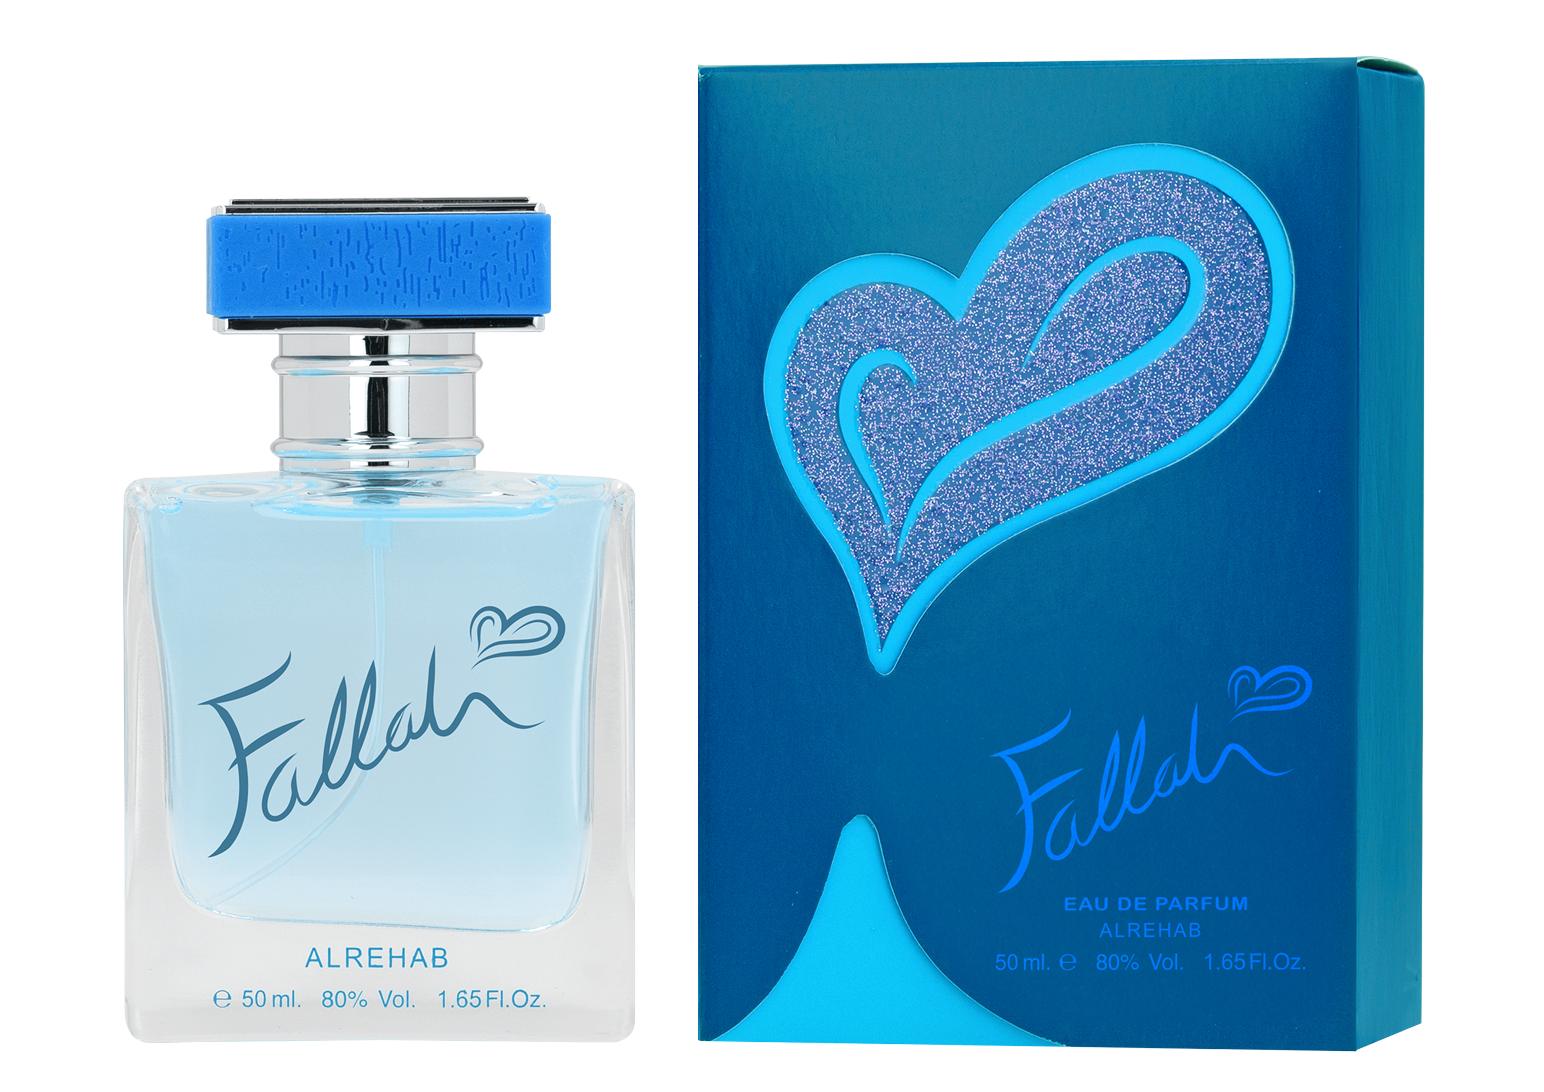 Fallah
ALREHAB
℮ 50 ml. 80% Vol. 1.65 Fl.Oz.
Fallah
EAU DE PARFUM
ALREHAB
50 ml. ℮ 80% Vol. 1.65 Fl.Oz.